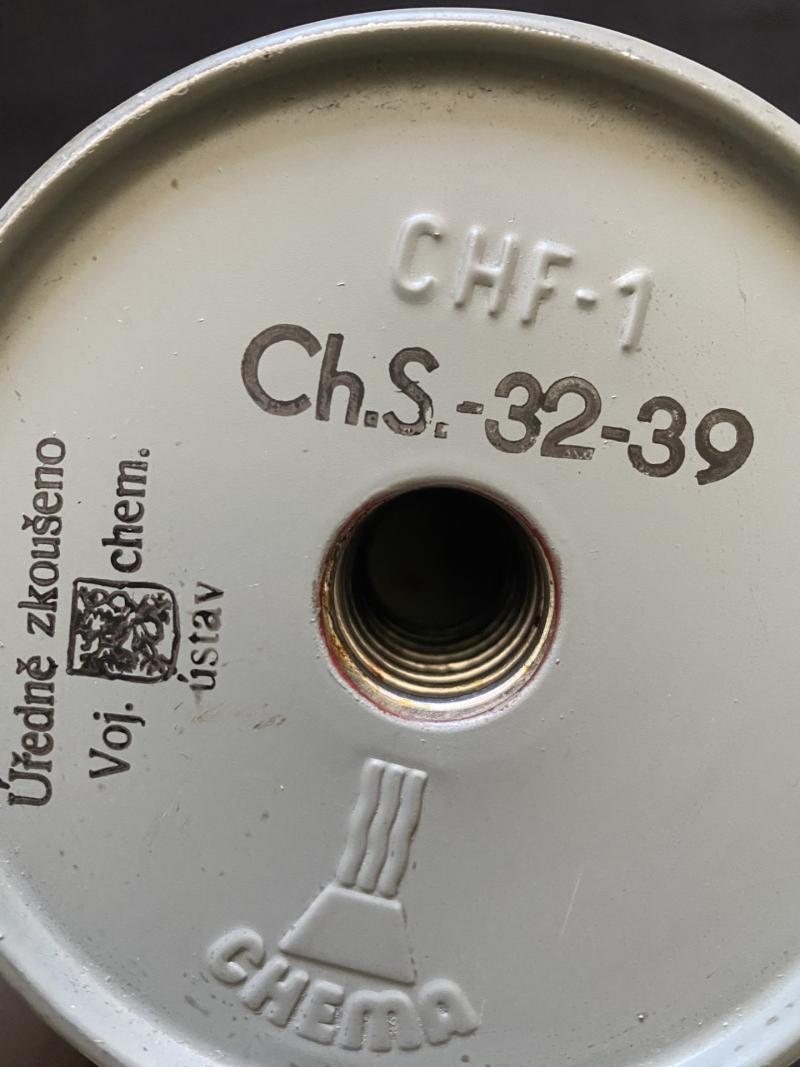 CHF-1
Ch.S.-32-39
Úředně zkoušeno
Voj. chem.
ústav
CHEMA